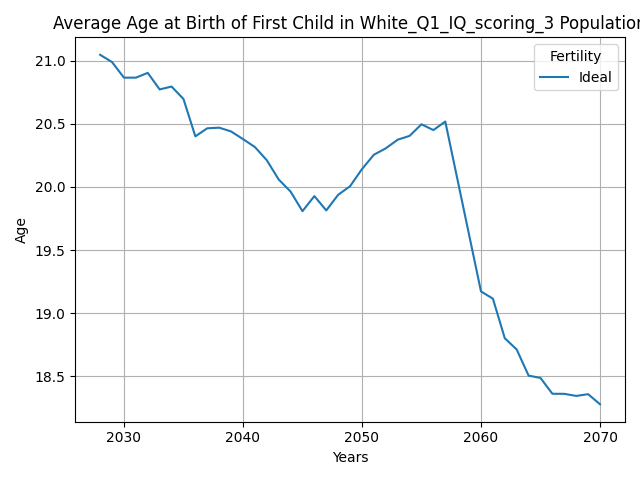 Average Age at Birth of First Child in White_Q1_IQ_scoring_3 Population
Fertility
Ideal
21.0
20.5
20.0
19.5
19.0
18.5
Age
2030 2040 2050 2060 2070
Years